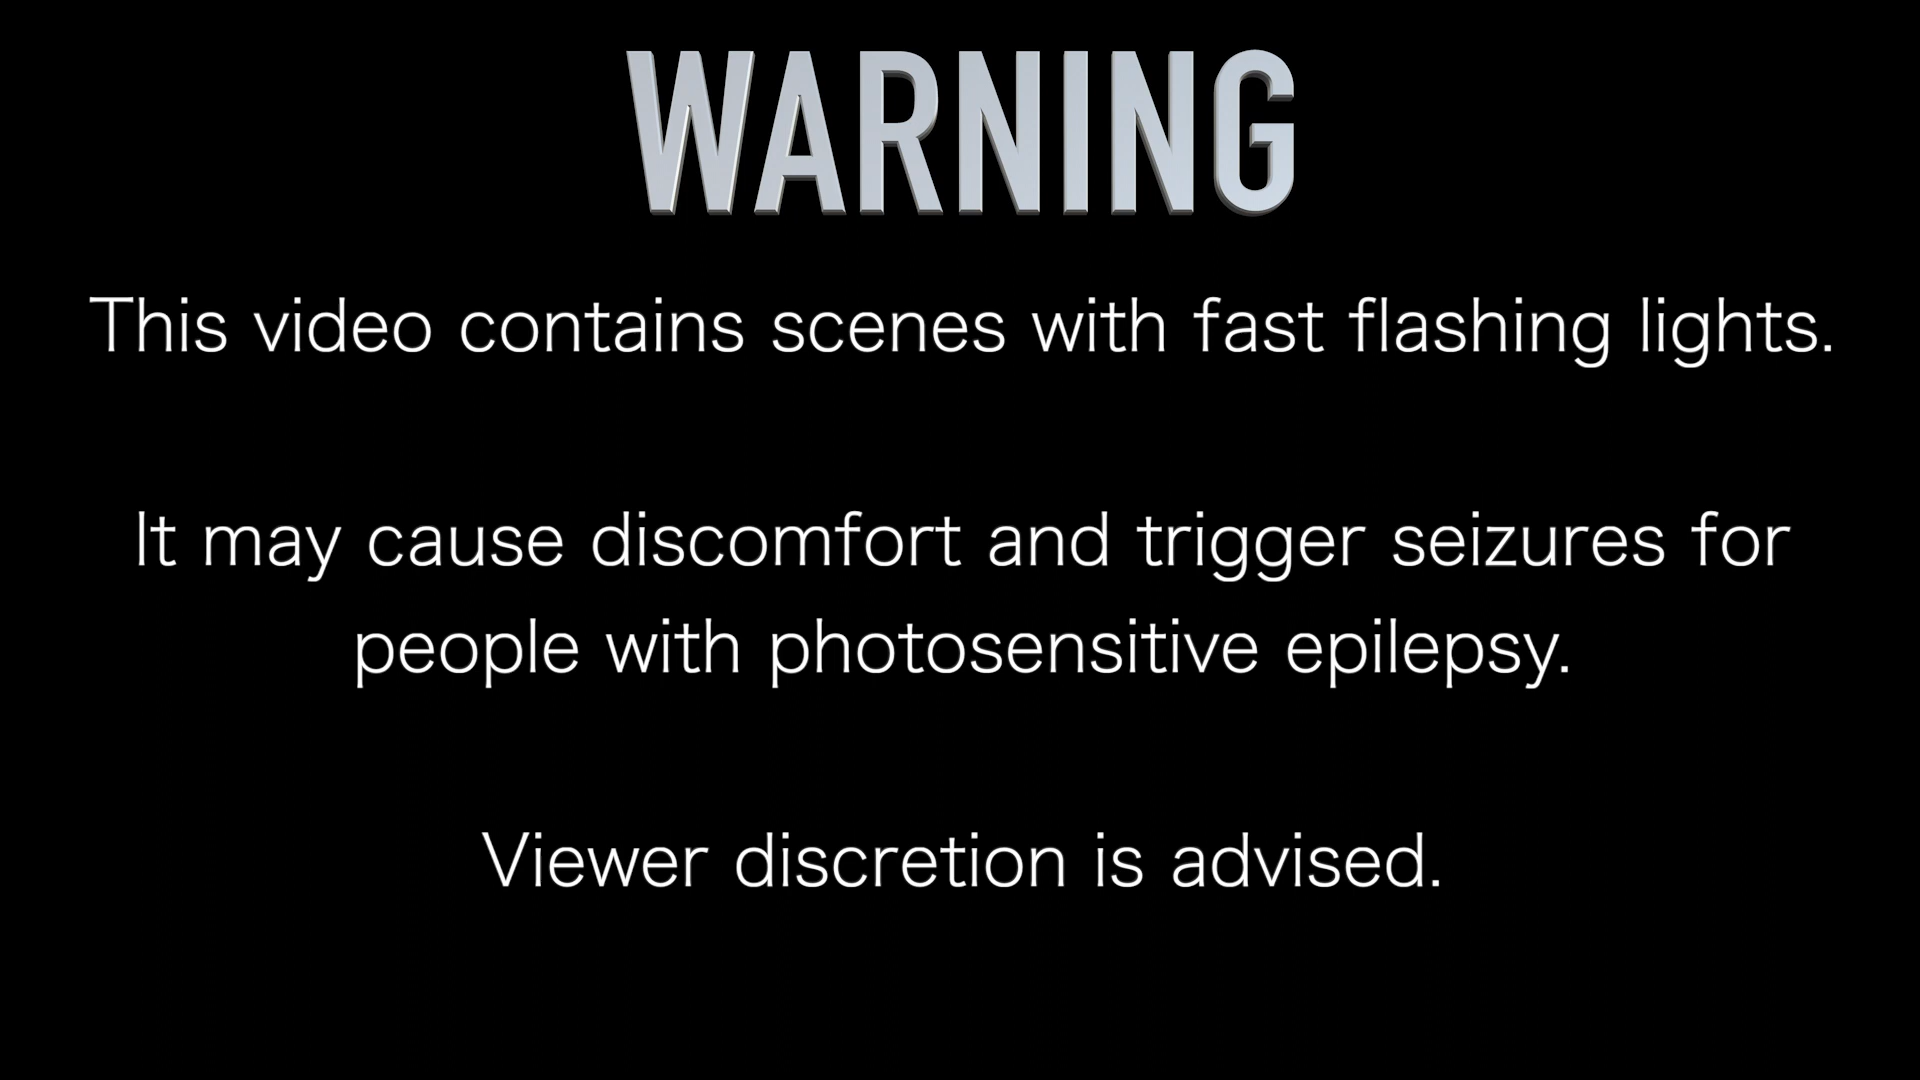 WARNING
This video contains scenes with fast flashing lights.
It may cause discomfort and trigger seizures for
people with photosensitive epilepsy.
Viewer discretion is advised.